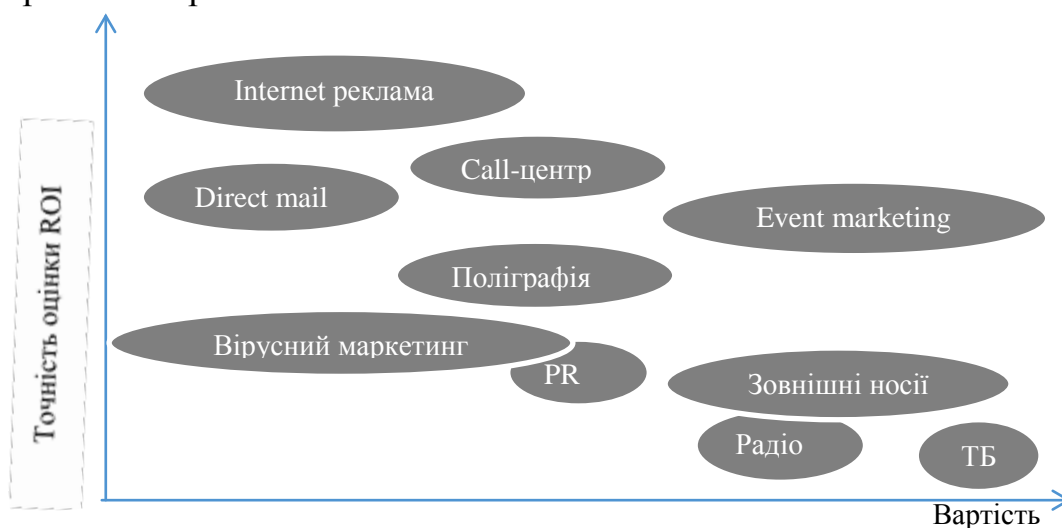 Internet реклама
Call-центр
Direct mail
Event marketing
Поліграфія
Вірусний маркетинг
PR
Зовнішні носії
Радіо
ТБ
Точність оцінки ROI
Вартість